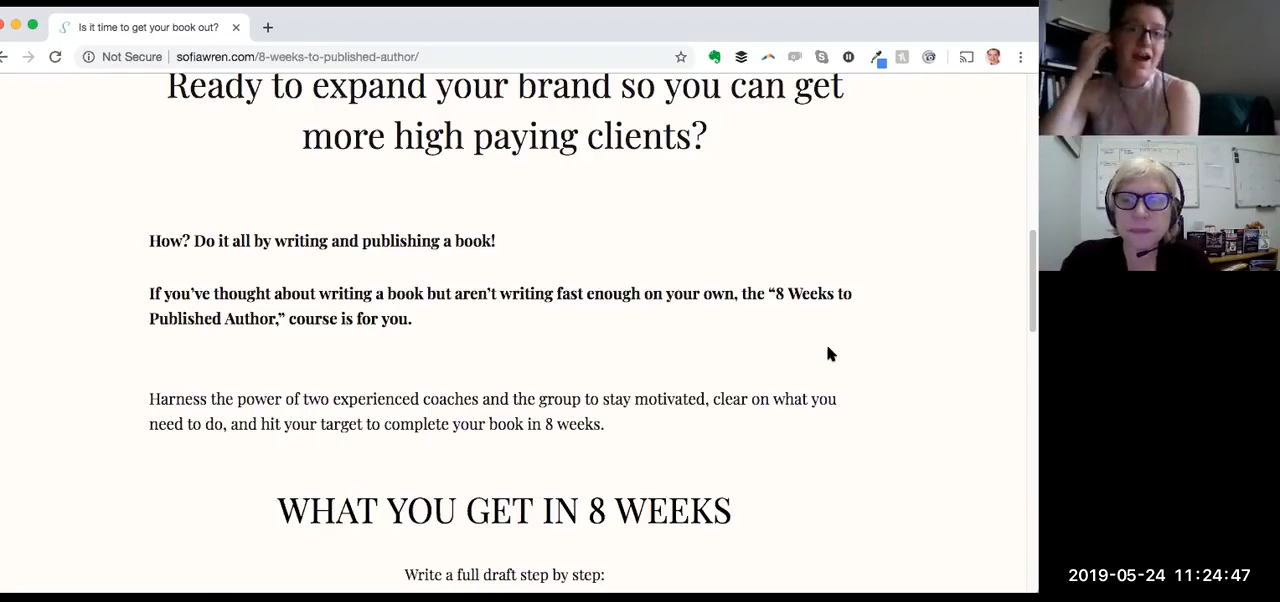 Is it time to get your book out?
Not Secure
sofiawren.com/8-weeks-to-published-author/
Ready to expand your brand so you can get
more high paying clients?
How? Do it all by writing and publishing a book!
If you've thought about writing a book but aren't writing fast enough on your own, the “8 Weeks to
Published Author,” course is for you.
Harness the power of two experienced coaches and the group to stay motivated, clear on what you
need to do, and hit your target to complete your book in 8 weeks.
WHAT YOU GET IN 8 WEEKS
Write a full draft step by step:
2019-05-24 11:24:47